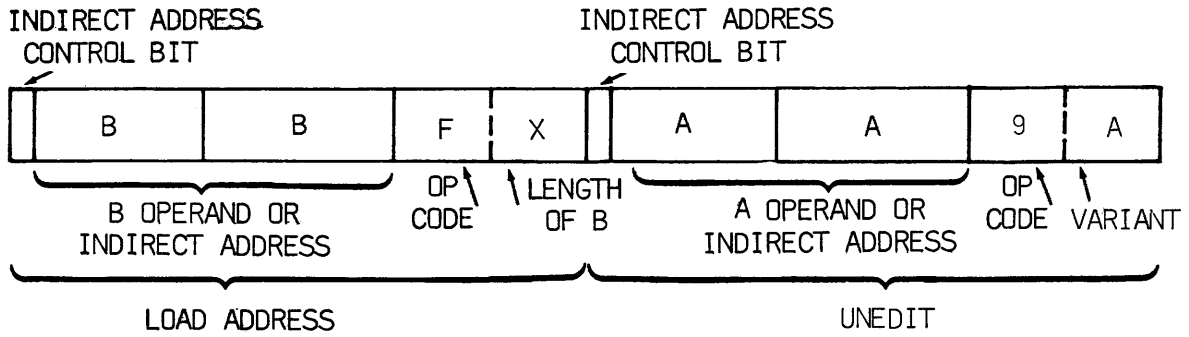 INDIRECT ADDRESS
CONTROL BIT
INDIRECT ADDRESS
CONTROL BIT
B B F X A A 9 A
B OPERAND OR
INDIRECT ADDRESS
OP
CODE
LENGTH
OF B
A OPERAND OR
INDIRECT ADDRESS
OP
CODE
VARIANT
LOAD ADDRESS
UNEDIT